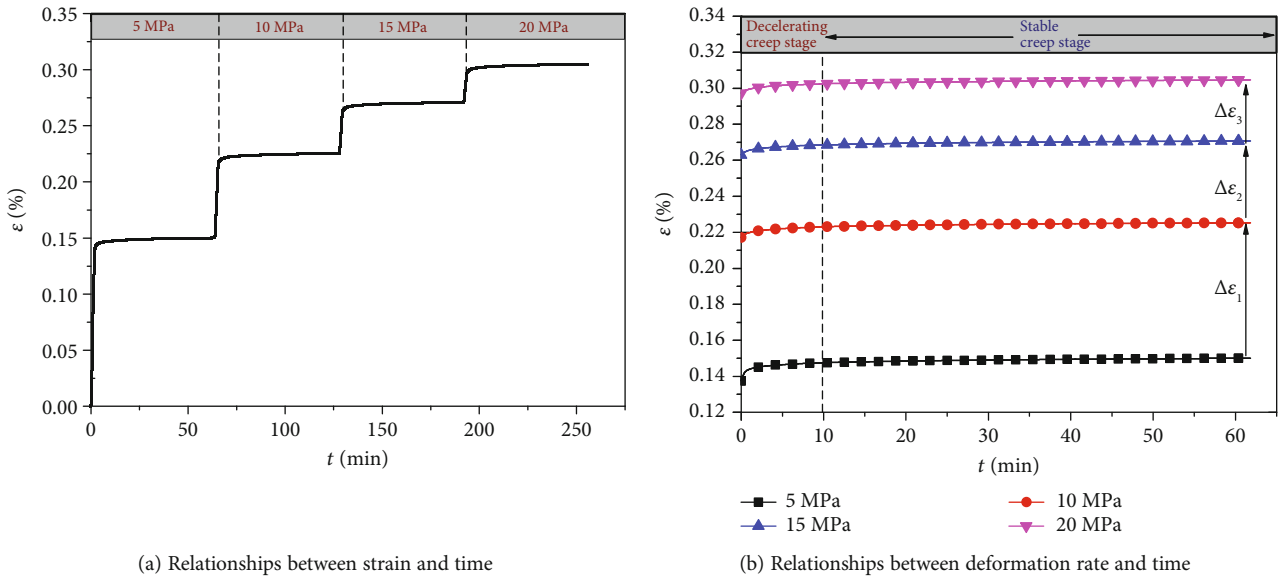 5 MPa 10 MPa 15 MPa 20 MPa
0.30
0.25
0.20
0.15
0.10
0.05
0.00
ε (%)
0 50 100 150 200 250
t (min)
(a) Relationships between strain and time
0.34
0.32
0.30
0.28
0.26
0.24
0.22
0.20
0.18
0.16
0.14
0.12
ε (%)
Decelerating
creep stage
Stable
creep stage
Δε3
Δε2
Δε1
0 10 20 30 40 50 60
t (min)
5 MPa 10 MPa
15 MPa 20 MPa
(b) Relationships between deformation rate and time